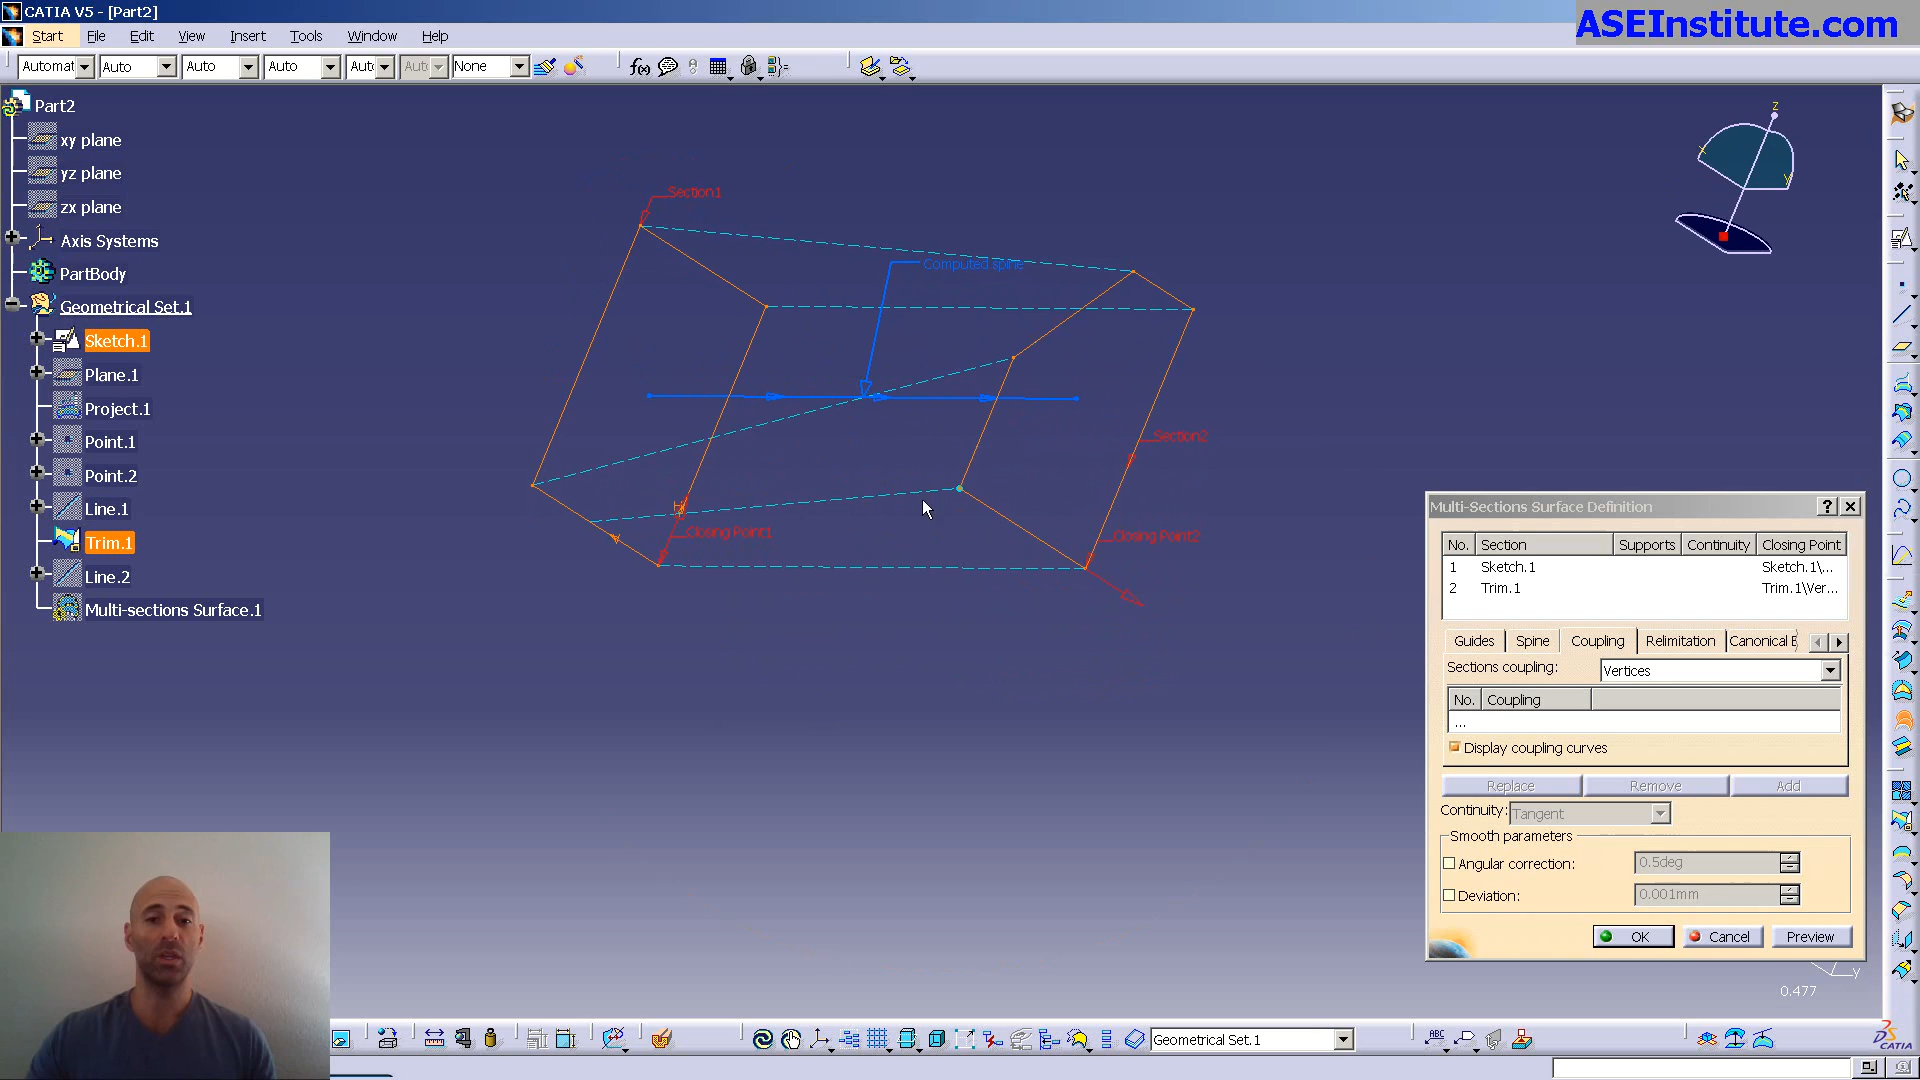 CATIA V5 - [Part2]
ASEInstitute.com
Start File Edit View Insert Tools Window Help
Automat Auto Auto Auto Aut Aut None
f(x)
Part2
xy plane
yz plane
zx plane
Axis Systems
PartBody
Geometrical Set.1
Sketch.1
Plane.1
Project.1
Point.1
Point.2
Line.1
Trim.1
Line.2
Multi-sections Surface.1
Section1
Computed spine
Section2
Closing Point1
Closing Point2
z
x
y
Multi-Sections Surface Definition
No. Section Supports Continuity Closing Point
1 Sketch.1 Sketch.1\...
2 Trim.1 Trim.1\Ver...
Guides Spine Coupling Relimitation Canonical E
Sections coupling: Vertices
No. Coupling
...
Display coupling curves
Replace Remove Add
Continuity: Tangent
Smooth parameters
Angular correction: 0.5deg
Deviation: 0.001mm
OK Cancel Preview
y
0.477
Geometrical Set.1
ABC
CATIA